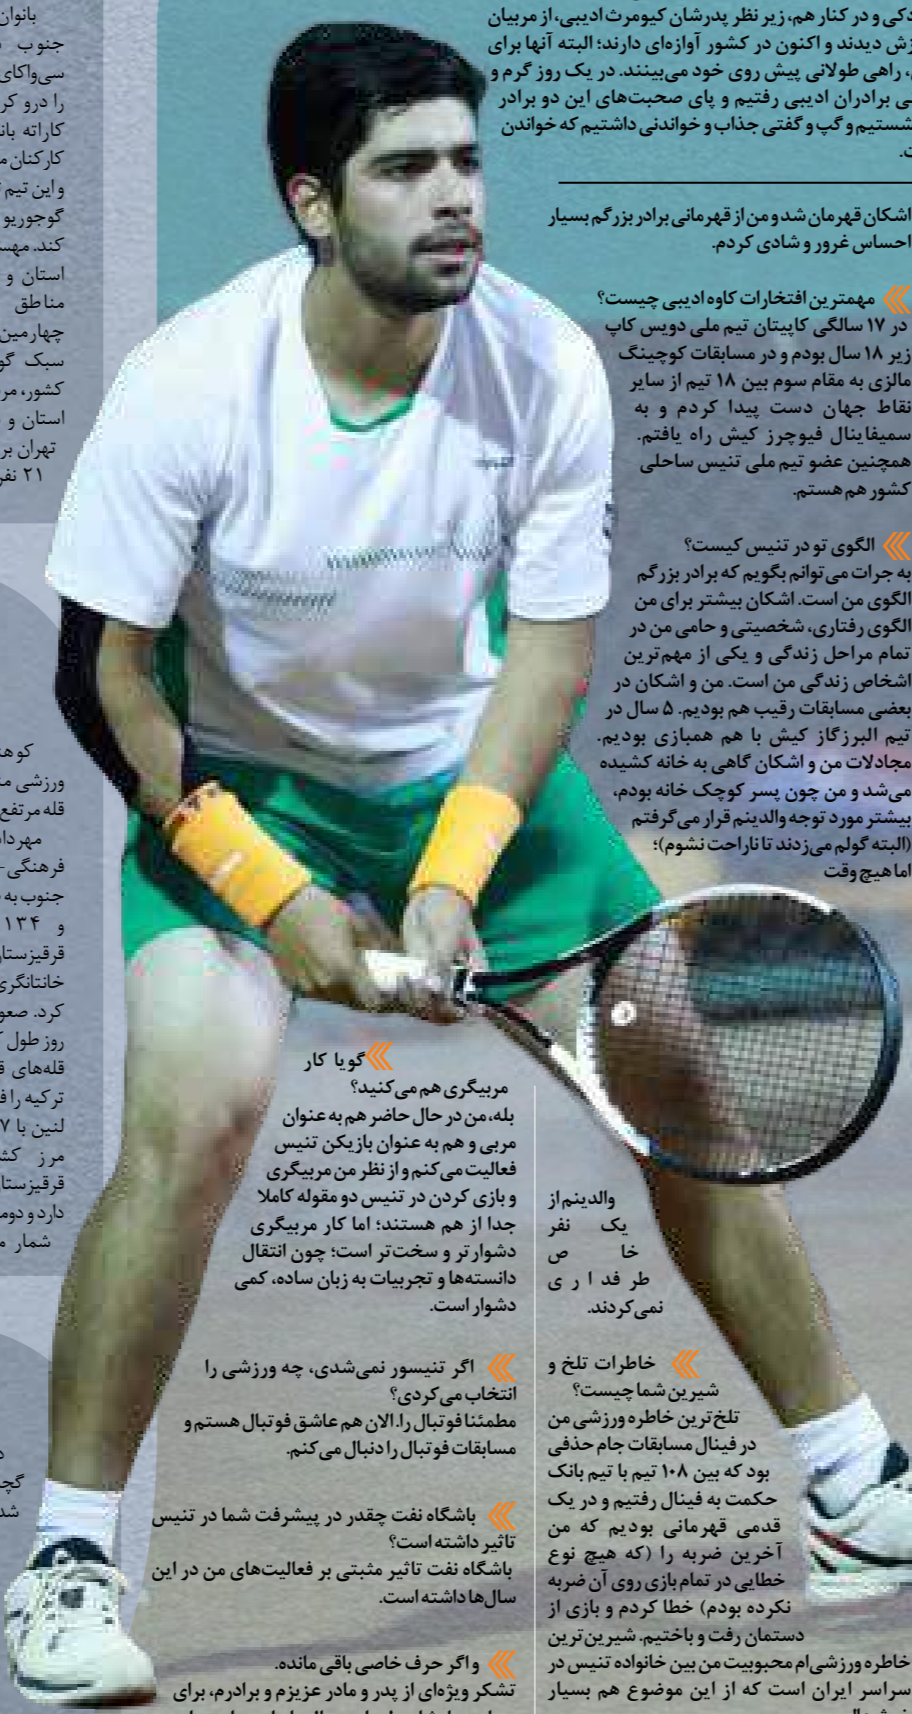 دکی و در کنار هم، زیر نظر پدرشان کیومرث ادیبی، از مربیان
زش دیدند و اکنون در کشور آوازه‌ای دارند؛ البته آنها برای
، راهی طولانی پیش روی خود می‌بینند. در یک روز گرم و
ی برادران ادیبی رفتیم و پای صحبت‌های این دو برادر
شستیم و گپ و گفتی جذاب و خواندنی داشتیم که خواندن
ت.
اشکان قهرمان شد و من از قهرمانی برادر بزرگم بسیار
احساس غرور و شادی کردم.
مهمترین افتخارات کاوه ادیبی چیست؟
در ۱۷ سالگی کاپیتان تیم ملی دویس کاپ
زیر ۱۸ سال بودم و در مسابقات کوچینگ
مالزی به مقام سوم بین ۱۸ تیم از سایر
نقاط جهان دست پیدا کردم و به
سمیفاینال فیوچرز کیش راه یافتم.
همچنین عضو تیم ملی تنیس ساحلی
کشور هم هستم.
الگوی تو در تنیس کیست؟
به جرات می‌توانم بگویم که برادر بزرگم
الگوی من است. اشکان بیشتر برای من
الگوی رفتاری، شخصیتی و حامی من در
تمام مراحل زندگی و یکی از مهم‌ترین
اشخاص زندگی من است. من و اشکان در
بعضی مسابقات رقیب هم بودیم. ۵ سال در
تیم البرزگاز کیش با هم همبازی بودیم.
مجادلات من و اشکان گاهی به خانه کشیده
می‌شد و من چون پسر کوچک خانه بودم،
بیشتر مورد توجه والدینم قرار می‌گرفتم
(البته گولم می‌زدند تا ناراحت نشوم)؛
اما هیچ وقت
والدینم از
یک نفر
خا ص
طر فدا ر ی
نمی‌کردند.
خاطرات تلخ و
شیرین شما چیست؟
تلخ‌ترین خاطره ورزشی من
در فینال مسابقات جام حذفی
بود که بین ۱۰۸ تیم با تیم بانک
حکمت به فینال رفتیم و در یک
قدمی قهرمانی بودیم که من
آخرین ضربه را (که هیچ نوع
خطایی در تمام بازی روی آن ضربه
نکرده بودم) خطا کردم و بازی از
دستمان رفت و باختیم. شیرین‌ترین
خاطره ورزشی‌ام محبوبیت من بین خانواده تنیس در
سراسر ایران است که از این موضوع هم بسیار
گویا کار
مربیگری هم می‌کنید؟
بله، من در حال حاضر هم به عنوان
مربی و هم به عنوان بازیکن تنیس
فعالیت می‌کنم و از نظر من مربیگری
و بازی کردن در تنیس دو مقوله کاملا
جدا از هم هستند؛ اما کار مربیگری
دشوارتر و سخت‌تر است؛ چون انتقال
دانسته‌ها و تجربیات به زبان ساده، کمی
دشوار است.
اگر تنیسور نمی‌شدی، چه ورزشی را
انتخاب می‌کردی؟
مطمئنا فوتبال را. الان هم عاشق فوتبال هستم و
مسابقات فوتبال را دنبال می‌کنم.
باشگاه نفت چقدر در پیشرفت شما در تنیس
تاثیر داشته است؟
باشگاه نفت تاثیر مثبتی بر فعالیت‌های من در این
سال‌ها داشته است.
و اگر حرف خاصی باقی مانده.
تشکر ویژه‌ای از پدر و مادر عزیزم و برادرم، برای
بانوان
جنوب
سی‌واکای
را درو کر
کاراته بانو
کارکنان م
و این تیم ت
گوجوریو
کند. مهس
استان و
مناطق
چهارمین
سبک گو
کشور، مر
استان و
تهران بر
۲۱ نفر
کوهن
ورزشی من
قله مرتفع
مهرداد
فرهنگی-
جنوب به
و ۱۳۴
قرقیزستان
خانتانگری
کرد. صعو
روز طول ک
قله‌های ق
ترکیه را ف
لنین با ۷
مرز کش
قرقیزستان
دارد و دوم
شمار م
د
گچ
شد